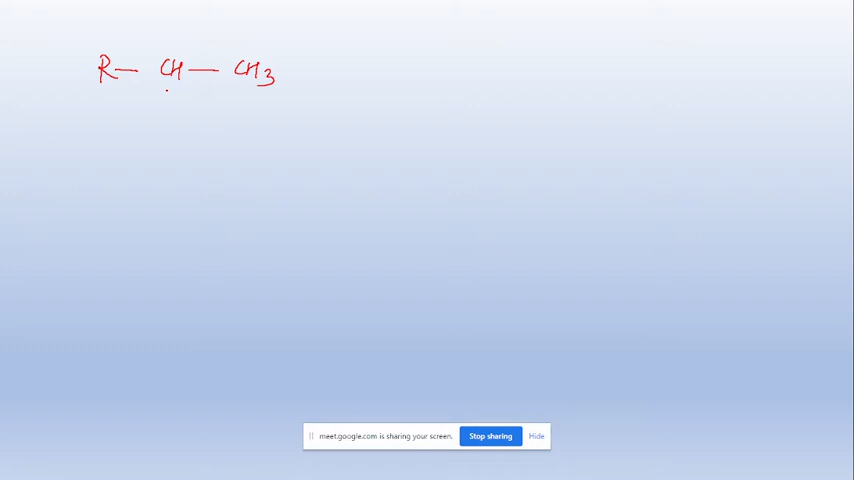 R— CH — CH3
meet.google.com is sharing your screen. Stop sharing Hide